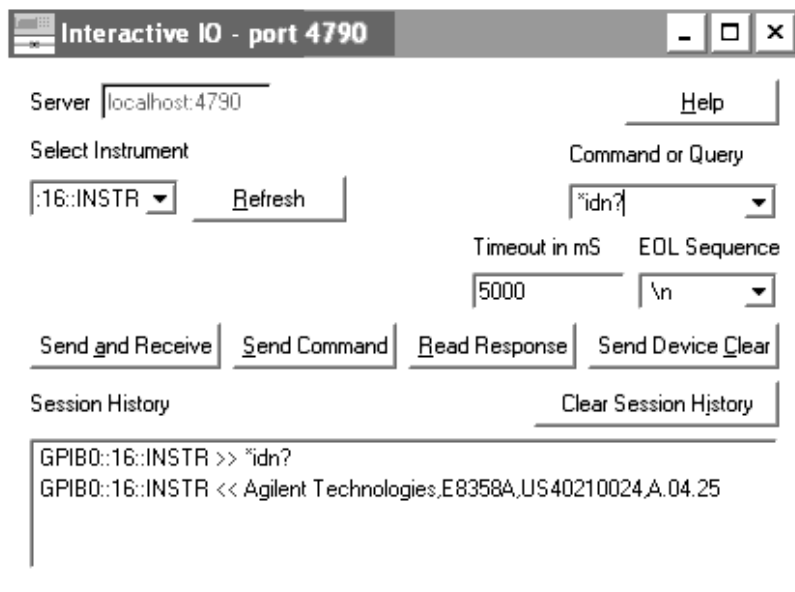 Interactive IO - port 4790
Server localhost:4790
Help
Select Instrument
Command or Query
:16::INSTR Refresh
*idn?
Timeout in mS EOL Sequence
5000 \n
Send and Receive Send Command Read Response Send Device Clear
Session History Clear Session History
GPIB0::16::INSTR >> *idn?
GPIB0::16::INSTR << Agilent Technologies,E8358A,US40210024,A.04.25